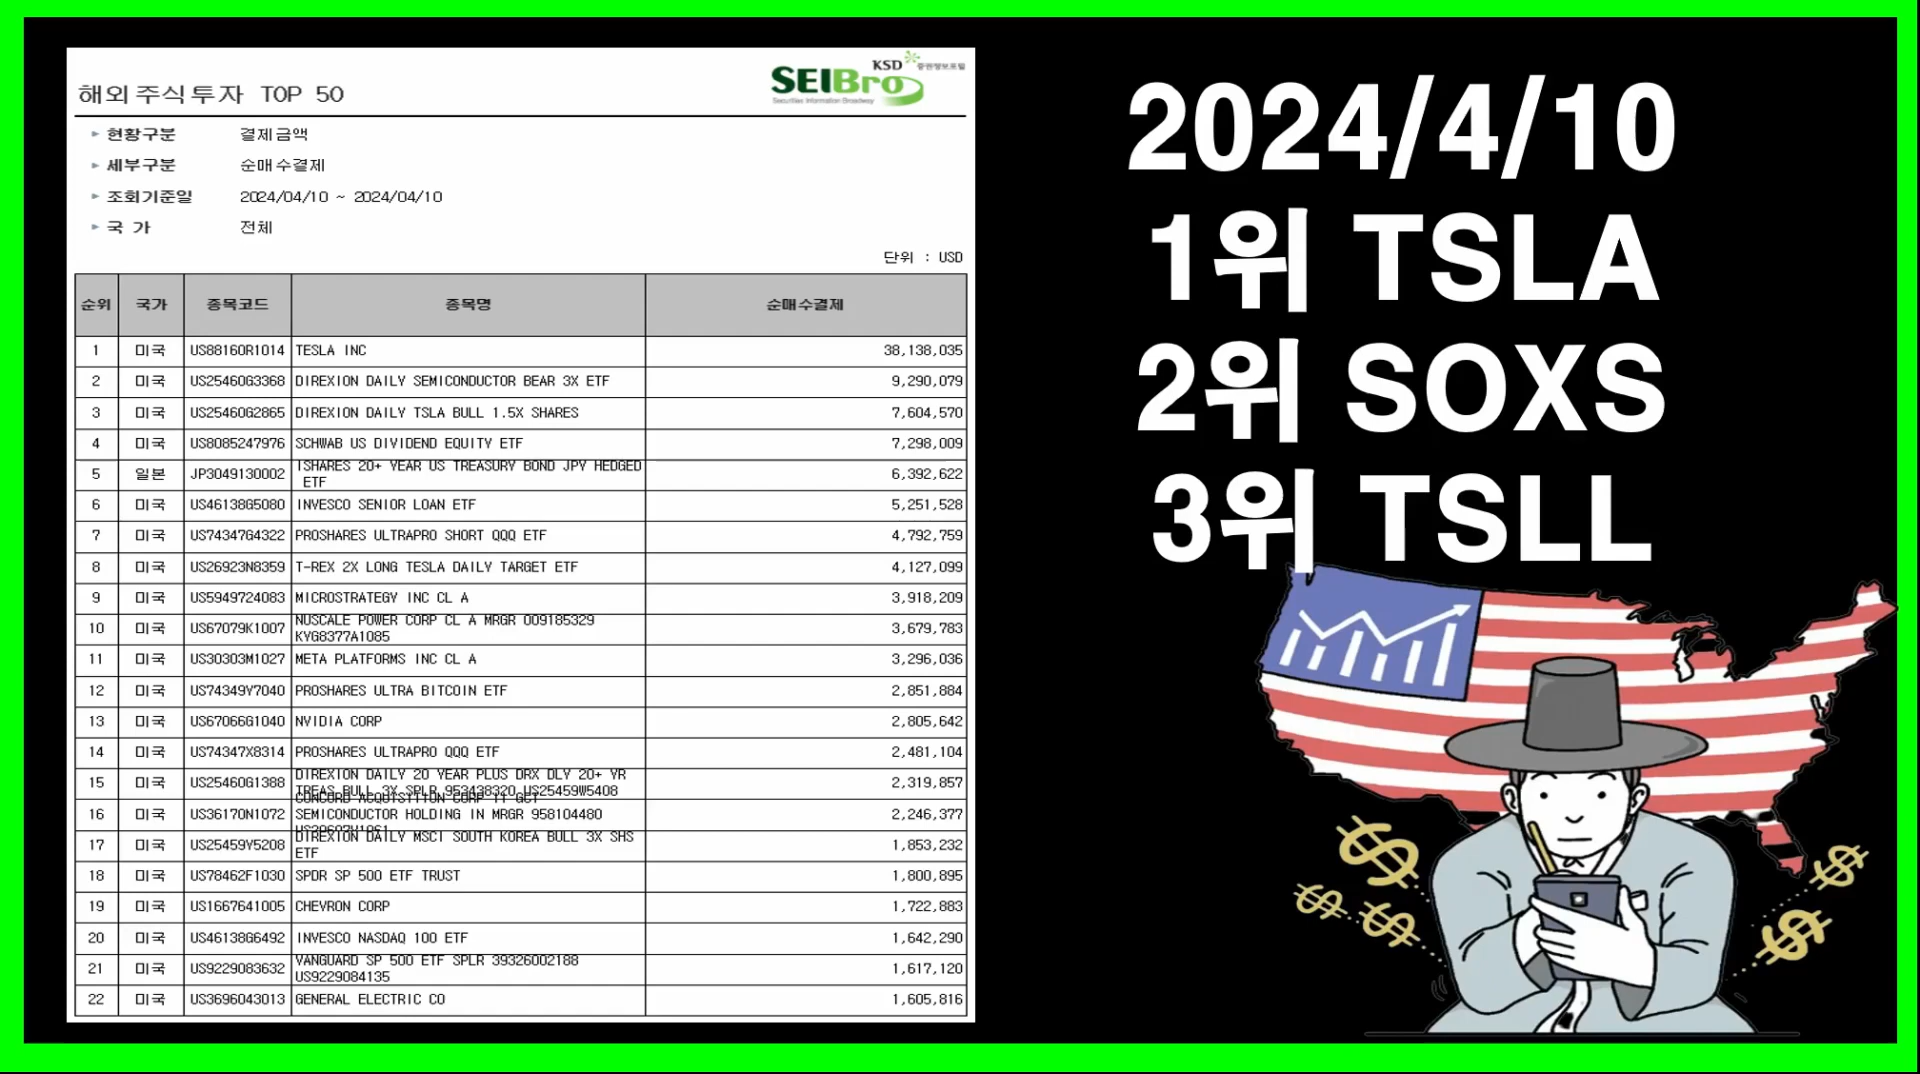 해외주식투자 TOP 50
KSD 증권정보포털
SEIBro
Securities Information Broadway
▸ 현황구분 결제금액
▸ 세부구분 순매수결제
▸ 조회기준일 2024/04/10 ~ 2024/04/10
▸ 국 가 전체
단위 : USD
순위 국가 종목코드 종목명 순매수결제
1 미국 US88160R1014 TESLA INC 38,138,035
2 미국 US25460G3368 DIREXION DAILY SEMICONDUCTOR BEAR 3X ETF 9,290,079
3 미국 US25460G2865 DIREXION DAILY TSLA BULL 1.5X SHARES 7,604,570
4 미국 US8085247976 SCHWAB US DIVIDEND EQUITY ETF 7,298,009
5 일본 JP3049130002 ISHARES 20+ YEAR US TREASURY BOND JPY HEDGED
ETF 6,392,622
6 미국 US46138G5080 INVESCO SENIOR LOAN ETF 5,251,528
7 미국 US74347G4322 PROSHARES ULTRAPRO SHORT QQQ ETF 4,792,759
8 미국 US26923N8359 T-REX 2X LONG TESLA DAILY TARGET ETF 4,127,099
9 미국 US5949724083 MICROSTRATEGY INC CL A 3,918,209
10 미국 US67079K1007 NUSCALE POWER CORP CL A MRGR 009185329
KYG8377A1085 3,679,783
11 미국 US30303M1027 META PLATFORMS INC CL A 3,296,036
12 미국 US74349Y7040 PROSHARES ULTRA BITCOIN ETF 2,851,884
13 미국 US67066G1040 NVIDIA CORP 2,805,642
14 미국 US74347X8314 PROSHARES ULTRAPRO QQQ ETF 2,481,104
15 미국 US25460G1388 DIREXION DAILY 20 YEAR PLUS DRX DLY 20+ YR
TREAS BULL 3X SPLR 953438320 US25459W5408 2,319,857
16 미국 US36170N1072 CONCORD ACQUISITION CORP II GCT
SEMICONDUCTOR HOLDING IN MRGR 958104480 2,246,377
17 미국 US25459Y5208 DIREXION DAILY MSCI SOUTH KOREA BULL 3X SHS
ETF 1,853,232
18 미국 US78462F1030 SPDR SP 500 ETF TRUST 1,800,895
19 미국 US1667641005 CHEVRON CORP 1,722,883
20 미국 US46138G6492 INVESCO NASDAQ 100 ETF 1,642,290
21 미국 US9229083632 VANGUARD SP 500 ETF SPLR 39326002188
US9229084135 1,617,120
22 미국 US3696043013 GENERAL ELECTRIC CO 1,605,816
2024/4/10
1위 TSLA
2위 SOXS
3위 TSLL